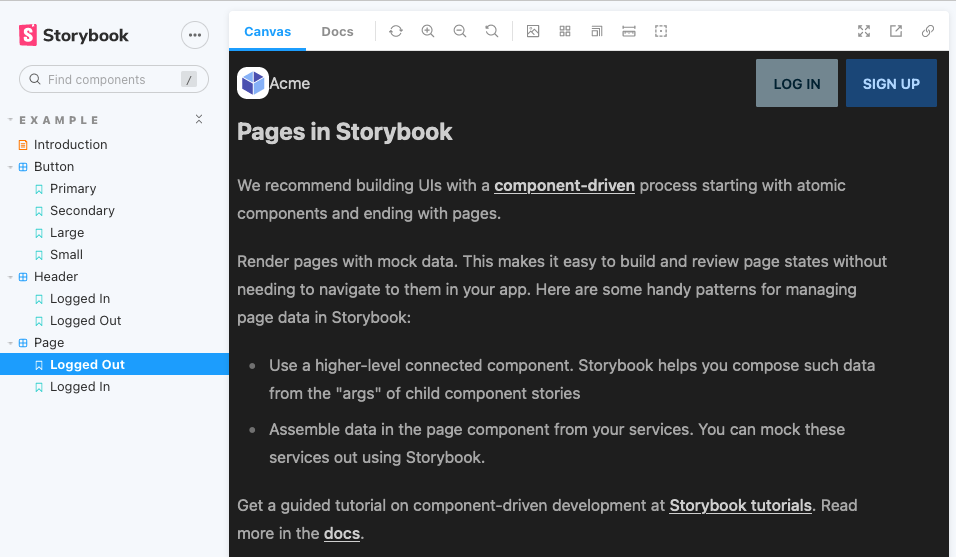 Storybook
Find components
/
EXAMPLE
Introduction
Button
Primary
Secondary
Large
Small
Header
Logged In
Logged Out
Page
Logged Out
Logged In
Canvas
Docs
Acme
LOG IN
SIGN UP
Pages in Storybook
We recommend building UIs with a component-driven process starting with atomic
components and ending with pages.
Render pages with mock data. This makes it easy to build and review page states without
needing to navigate to them in your app. Here are some handy patterns for managing
page data in Storybook:
Use a higher-level connected component. Storybook helps you compose such data
from the "args" of child component stories
Assemble data in the page component from your services. You can mock these
services out using Storybook.
Get a guided tutorial on component-driven development at Storybook tutorials. Read
more in the docs.